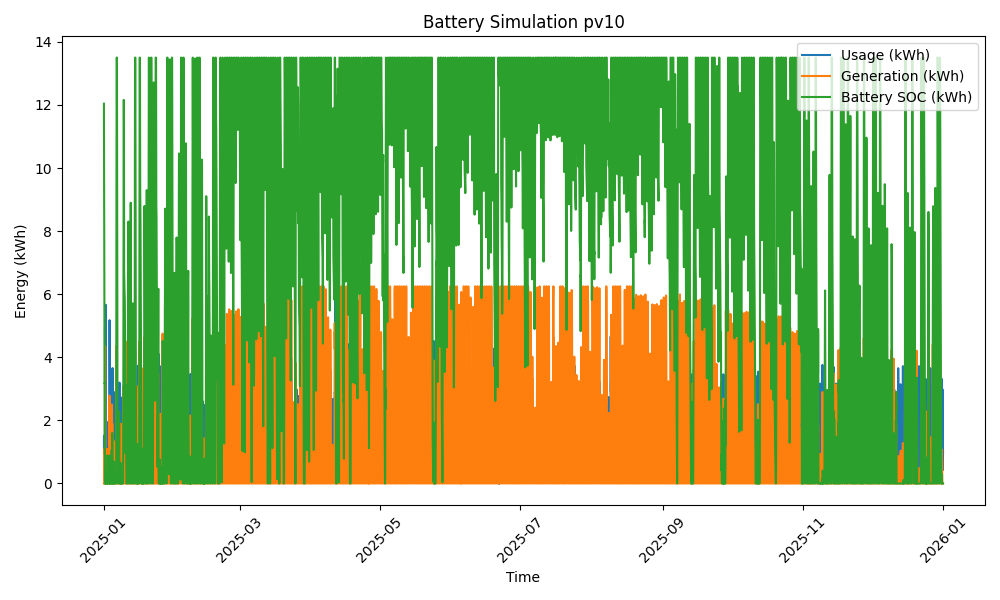 Battery Simulation pv10
Usage (kWh)
Generation (kWh)
Battery SOC (kWh)
Energy (kWh)
14
12
10
8
6
4
2
0
2025-01
2025-03
2025-05
2025-07
2025-09
2025-11
2026-01
Time